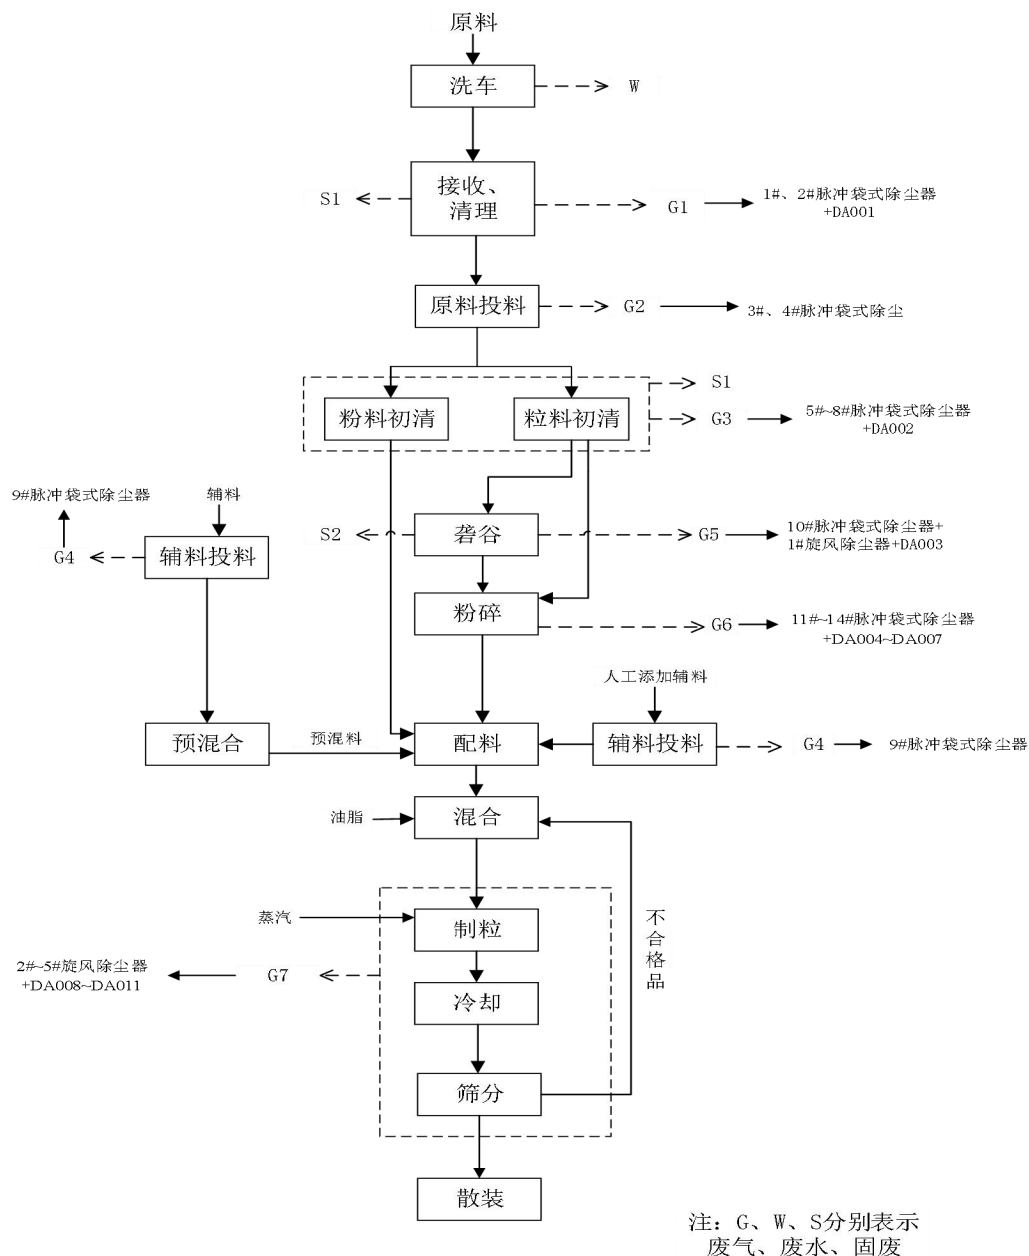 原料
洗车
W
接收、
清理
S1
G1
1#、2#脉冲袋式除尘器
+DA001
原料投料
G2
3#、4#脉冲袋式除尘
S1
粉料初清
粒料初清
G3
5#~8#脉冲袋式除尘器
+DA002
9#脉冲袋式除尘器
辅料
G4
辅料投料
S2
砻谷
G5
10#脉冲袋式除尘器+
1#旋风除尘器+DA003
粉碎
G6
11#~14#脉冲袋式除尘器
+DA004~DA007
人工添加辅料
预混合
预混料
配料
辅料投料
G4
9#脉冲袋式除尘器
油脂
混合
不合格品
蒸汽
制粒
2#~5#旋风除尘器
+DA008~DA011
G7
冷却
筛分
散装
注：G、W、S分别表示
废气、废水、固废